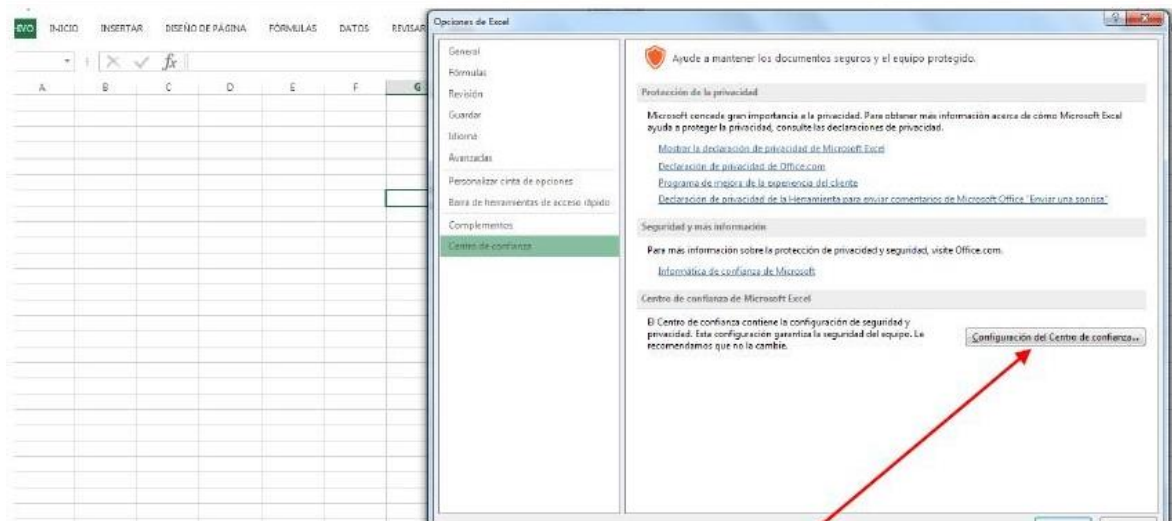 INICIO INSERTAR DISEÑO DE PÁGINA FÓRMULAS DATOS REVISAR
fx
A B C D E F G
Opciones de Excel
General
Fórmulas
Revisión
Guardar
Idioma
Avanzadas
Personalizar cinta de opciones
Barra de herramientas de acceso rápido
Complementos
Centro de confianza
Ayude a mantener los documentos seguros y el equipo protegido.
Protección de la privacidad
Microsoft concede gran importancia a la privacidad. Para obtener más información acerca de cómo Microsoft Excel
ayuda a proteger la privacidad, consulte las declaraciones de privacidad.
Mostrar la declaración de privacidad de Microsoft Excel
Declaración de privacidad de Office.com
Programa de mejora de la experiencia del cliente
Declaración de privacidad de la Herramienta para enviar comentarios de Microsoft Office "Enviar una sonrisa"
Seguridad y más información
Para más información sobre la protección de privacidad y seguridad, visite Office.com.
Informática de confianza de Microsoft
Centro de confianza de Microsoft Excel
El Centro de confianza contiene la configuración de seguridad y
privacidad. Esta configuración garantiza la seguridad del equipo. Le
recomendamos que no la cambie.
Configuración del Centro de confianza...